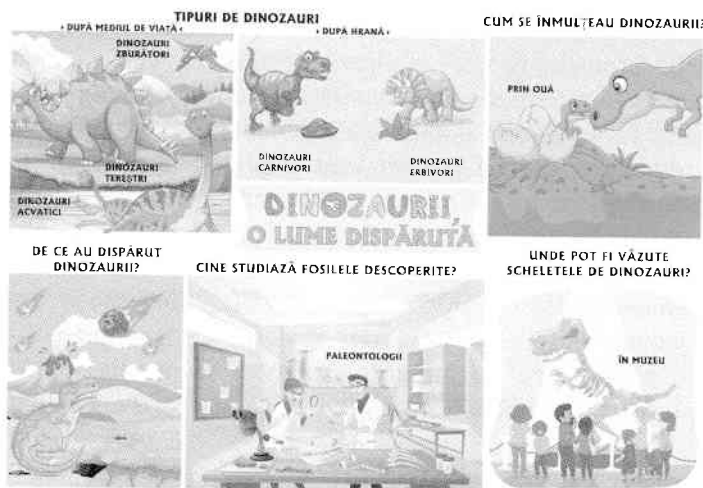 TIPURI DE DINOZAURI
• DUPĂ MEDIUL DE VIAȚĂ •
DINOZAURI
ZBURĂTORI
DINOZAURI
TEREȘTRI
DINOZAURI
ACVATICI
• DUPĂ HRANĂ •
DINOZAURI
CARNIVORI
DINOZAURI
ERBIVORI
CUM SE ÎNMULȚEAU DINOZAURII?
PRIN OUĂ
DINOZAURII,
O LUME DISPĂRUTĂ
DE CE AU DISPĂRUT
DINOZAURII?
CINE STUDIAZĂ FOSILELE DESCOPERITE?
PALEONTOLOGII
UNDE POT FI VĂZUTE
SCHELETELE DE DINOZAURI?
ÎN MUZEU